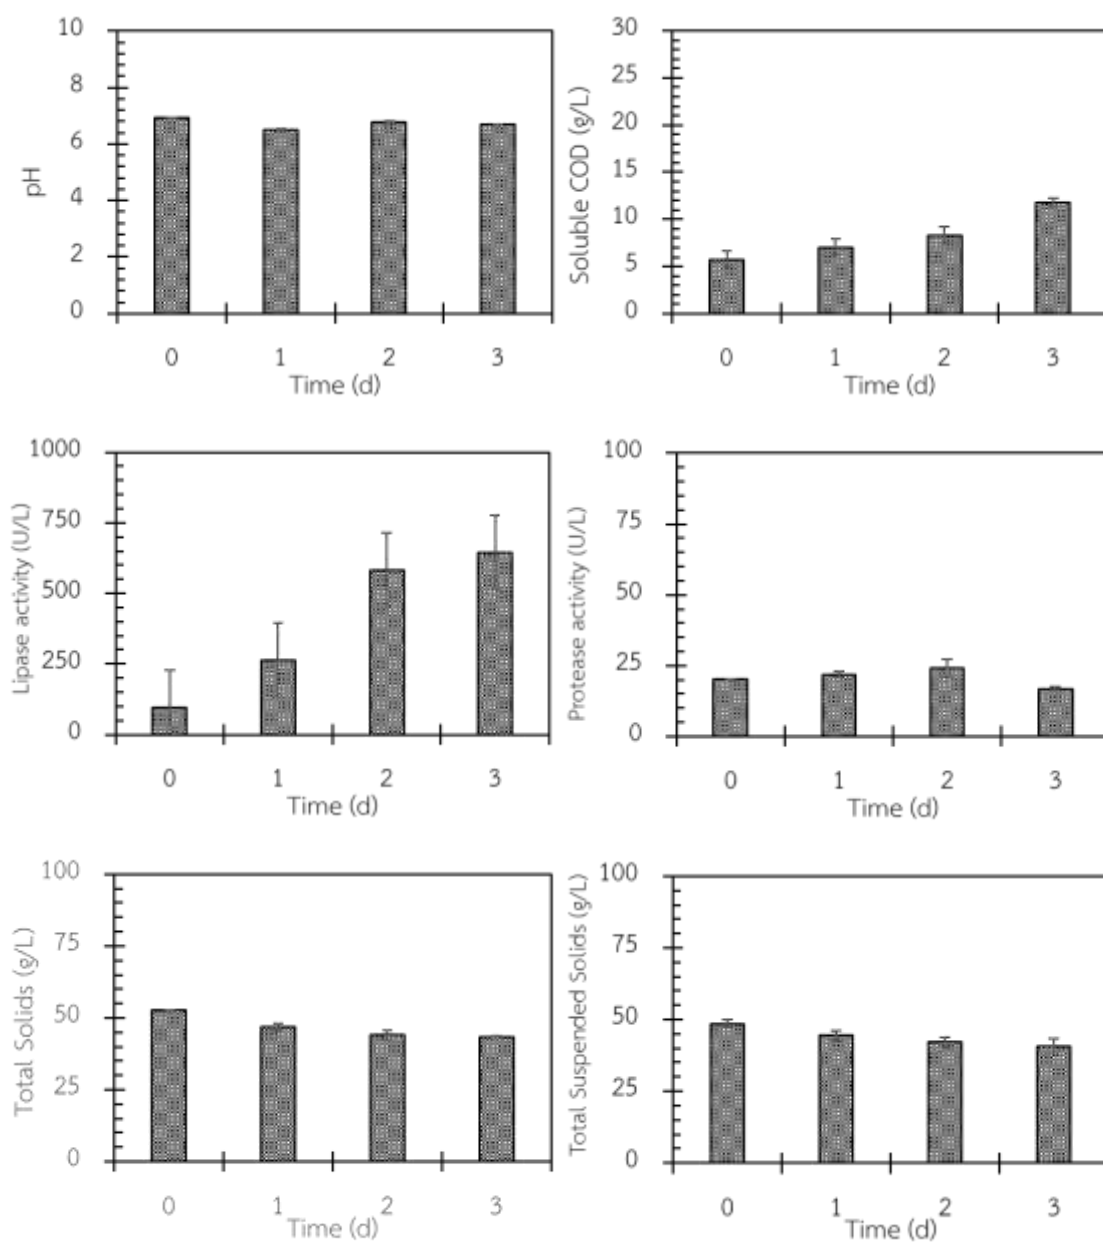 pH
10
8
6
4
2
0
0 1 2 3
Time (d)
Soluble COD (g/L)
30
25
20
15
10
5
0
0 1 2 3
Time (d)
Lipase activity (U/L)
1000
750
500
250
0
0 1 2 3
Time (d)
Protease activity (U/L)
100
75
50
25
0
0 1 2 3
Time (d)
Total Solids (g/L)
100
75
50
25
0
0 1 2 3
Time (d)
Total Suspended Solids (g/L)
100
75
50
25
0
0 1 2 3
Time (d)